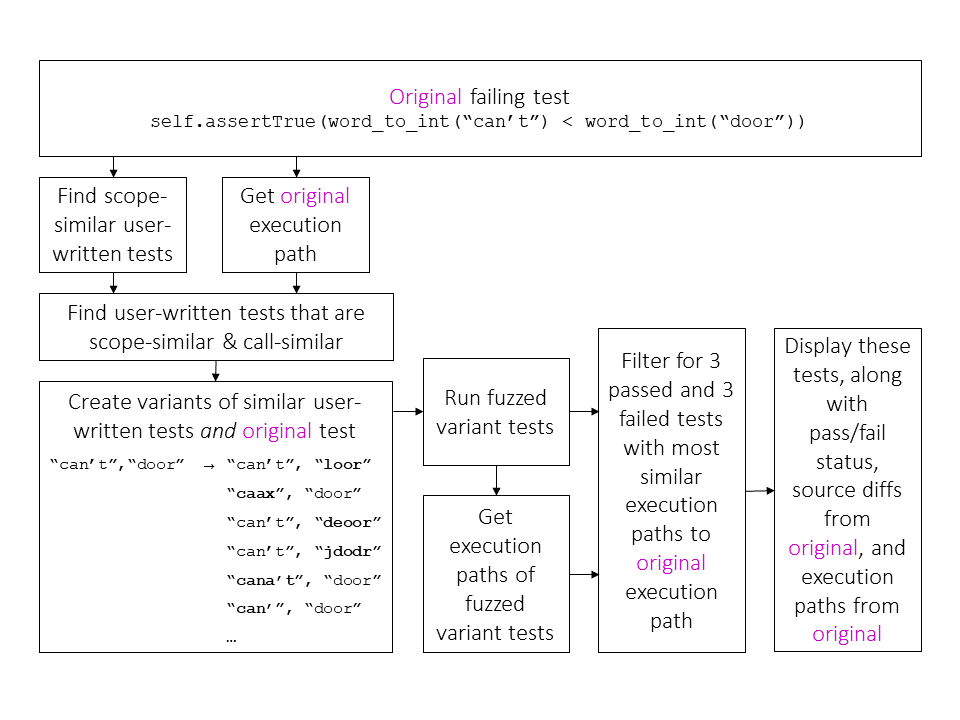 Original failing test
self.assertTrue(word_to_int(“can’t”) < word_to_int(“door”))
Find scope-
similar user-
written tests
Get original
execution
path
Find user-written tests that are
scope-similar & call-similar
Create variants of similar user-
written tests and original test
“can’t”,“door” → “can’t”, “loor”
“caax”, “door”
“can’t”, “deoor”
“can’t”, “jdodr”
“cana’t”, “door”
“can’”, “door”
…
Run fuzzed
variant tests
Get
execution
paths of
fuzzed
variant tests
Filter for 3
passed and 3
failed tests
with most
similar
execution
paths to
original
execution
path
Display these
tests, along
with
pass/fail
status,
source diffs
from
original, and
execution
paths from
original